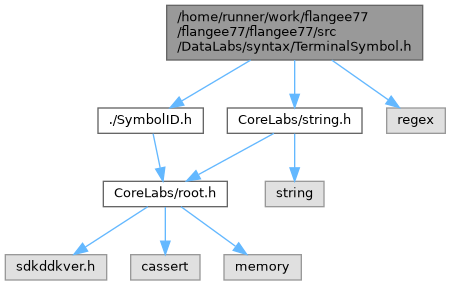 /home/runner/work/flangee77
/flangee77/flangee77/src
/DataLabs/syntax/TerminalSymbol.h
./SymbolID.h
CoreLabs/string.h
regex
CoreLabs/root.h
string
sdkddkver.h
cassert
memory